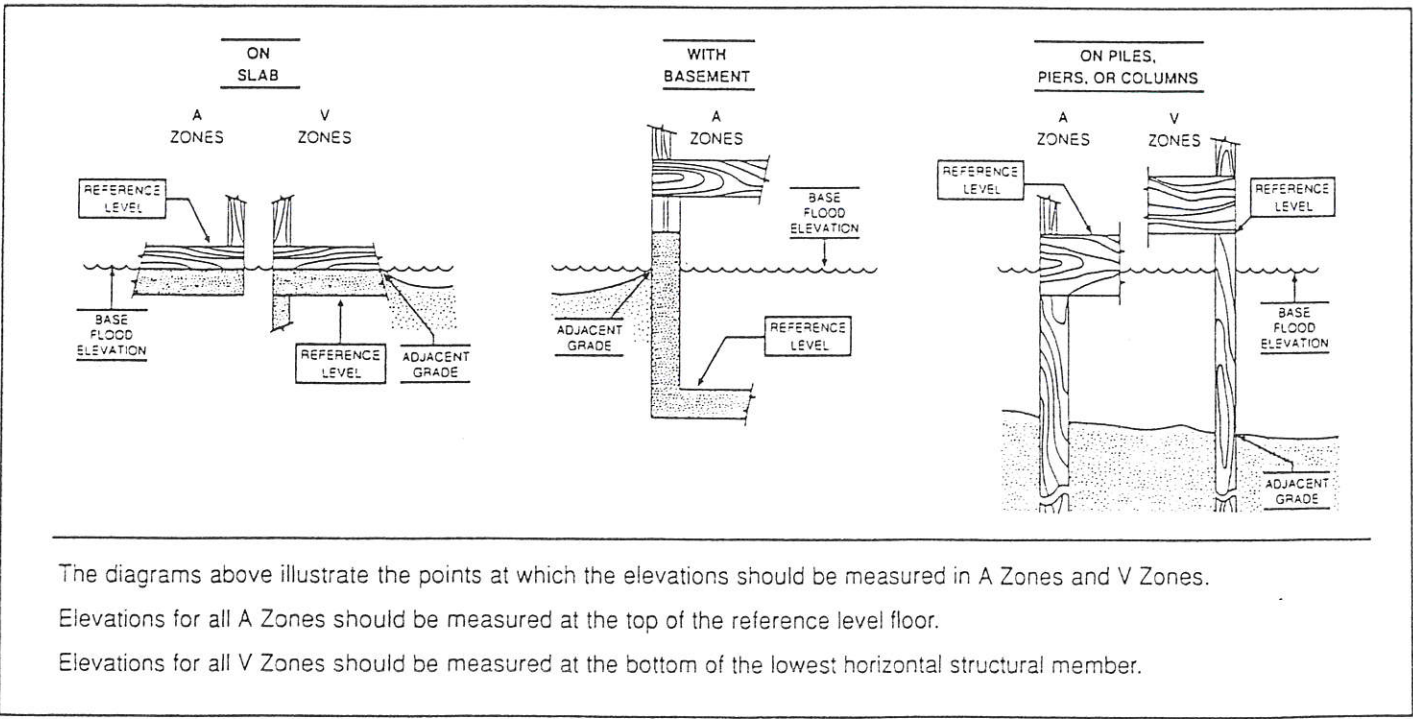 ON
SLAB
A
ZONES
V
ZONES
REFERENCE
LEVEL
BASE
FLOOD
ELEVATION
REFERENCE
LEVEL
ADJACENT
GRADE
WITH
BASEMENT
A
ZONES
BASE
FLOOD
ELEVATION
ADJACENT
GRADE
REFERENCE
LEVEL
ON PILES,
PIERS, OR COLUMNS
A
ZONES
V
ZONES
REFERENCE
LEVEL
REFERENCE
LEVEL
BASE
FLOOD
ELEVATION
ADJACENT
GRADE
The diagrams above illustrate the points at which the elevations should be measured in A Zones and V Zones.
Elevations for all A Zones should be measured at the top of the reference level floor.
Elevations for all V Zones should be measured at the bottom of the lowest horizontal structural member.